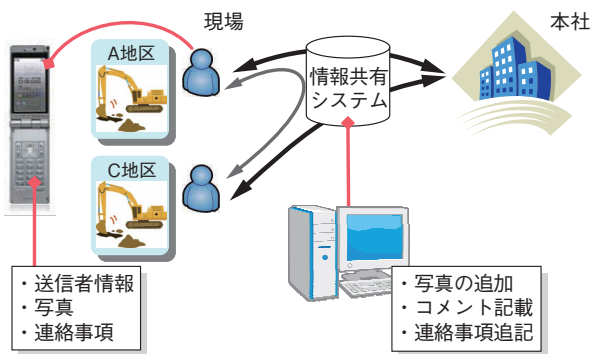 現場
本社
A地区
情報共有
システム
C地区
・送信者情報
・写真
・連絡事項
・写真の追加
・コメント記載
・連絡事項追記